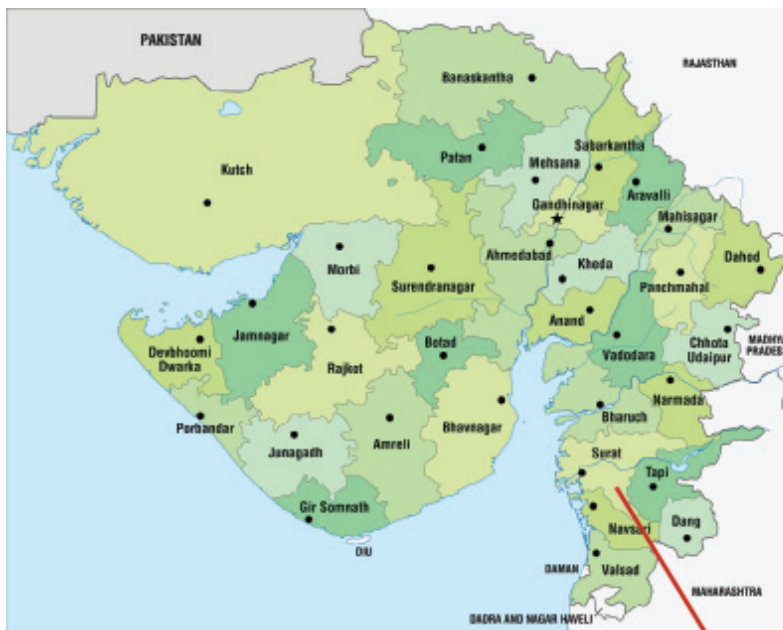 PAKISTAN
RAJASTHAN
Banaskantha
Patan
Mehsana
Sabarkantha
Kutch
Aravalli
Gandhinagar
Mahisagar
Ahmedabad
Morbi
Surendranagar
Kheda
Dahod
Panchmahal
Anand
Jamnagar
Botad
Vadodara
Chhota
Udaipur
MADHYA
PRADES
Devbhoomi
Dwarka
Rajkot
Narmada
Porbandar
Bharuch
Bhavnagar
Amreli
Junagadh
Surat
Tapi
Gir Somnath
Dang
Navsari
DIU
DAMAN
Valsad
MAHARASHTRA
DADRA AND NAGAR HAVELI